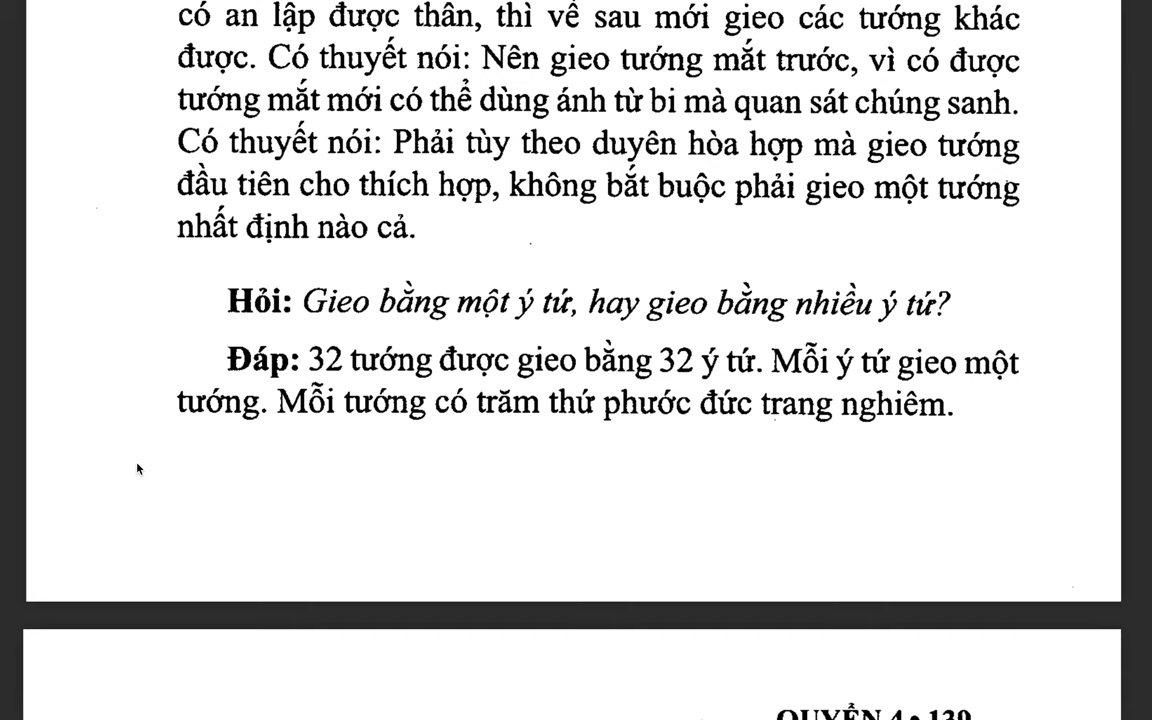 có an lập được thân, thì về sau mới gieo các tướng khác
được. Có thuyết nói: Nên gieo tướng mắt trước, vì có được
tướng mắt mới có thể dùng ánh từ bi mà quan sát chúng sanh.
Có thuyết nói: Phải tùy theo duyên hòa hợp mà gieo tướng
đầu tiên cho thích hợp, không bắt buộc phải gieo một tướng
nhất định nào cả.
Hỏi: Gieo bằng một ý tứ, hay gieo bằng nhiều ý tứ?
Đáp: 32 tướng được gieo bằng 32 ý tứ. Mỗi ý tứ gieo một
tướng. Mỗi tướng có trăm thứ phước đức trang nghiêm.
QUYỂN 4 • 139